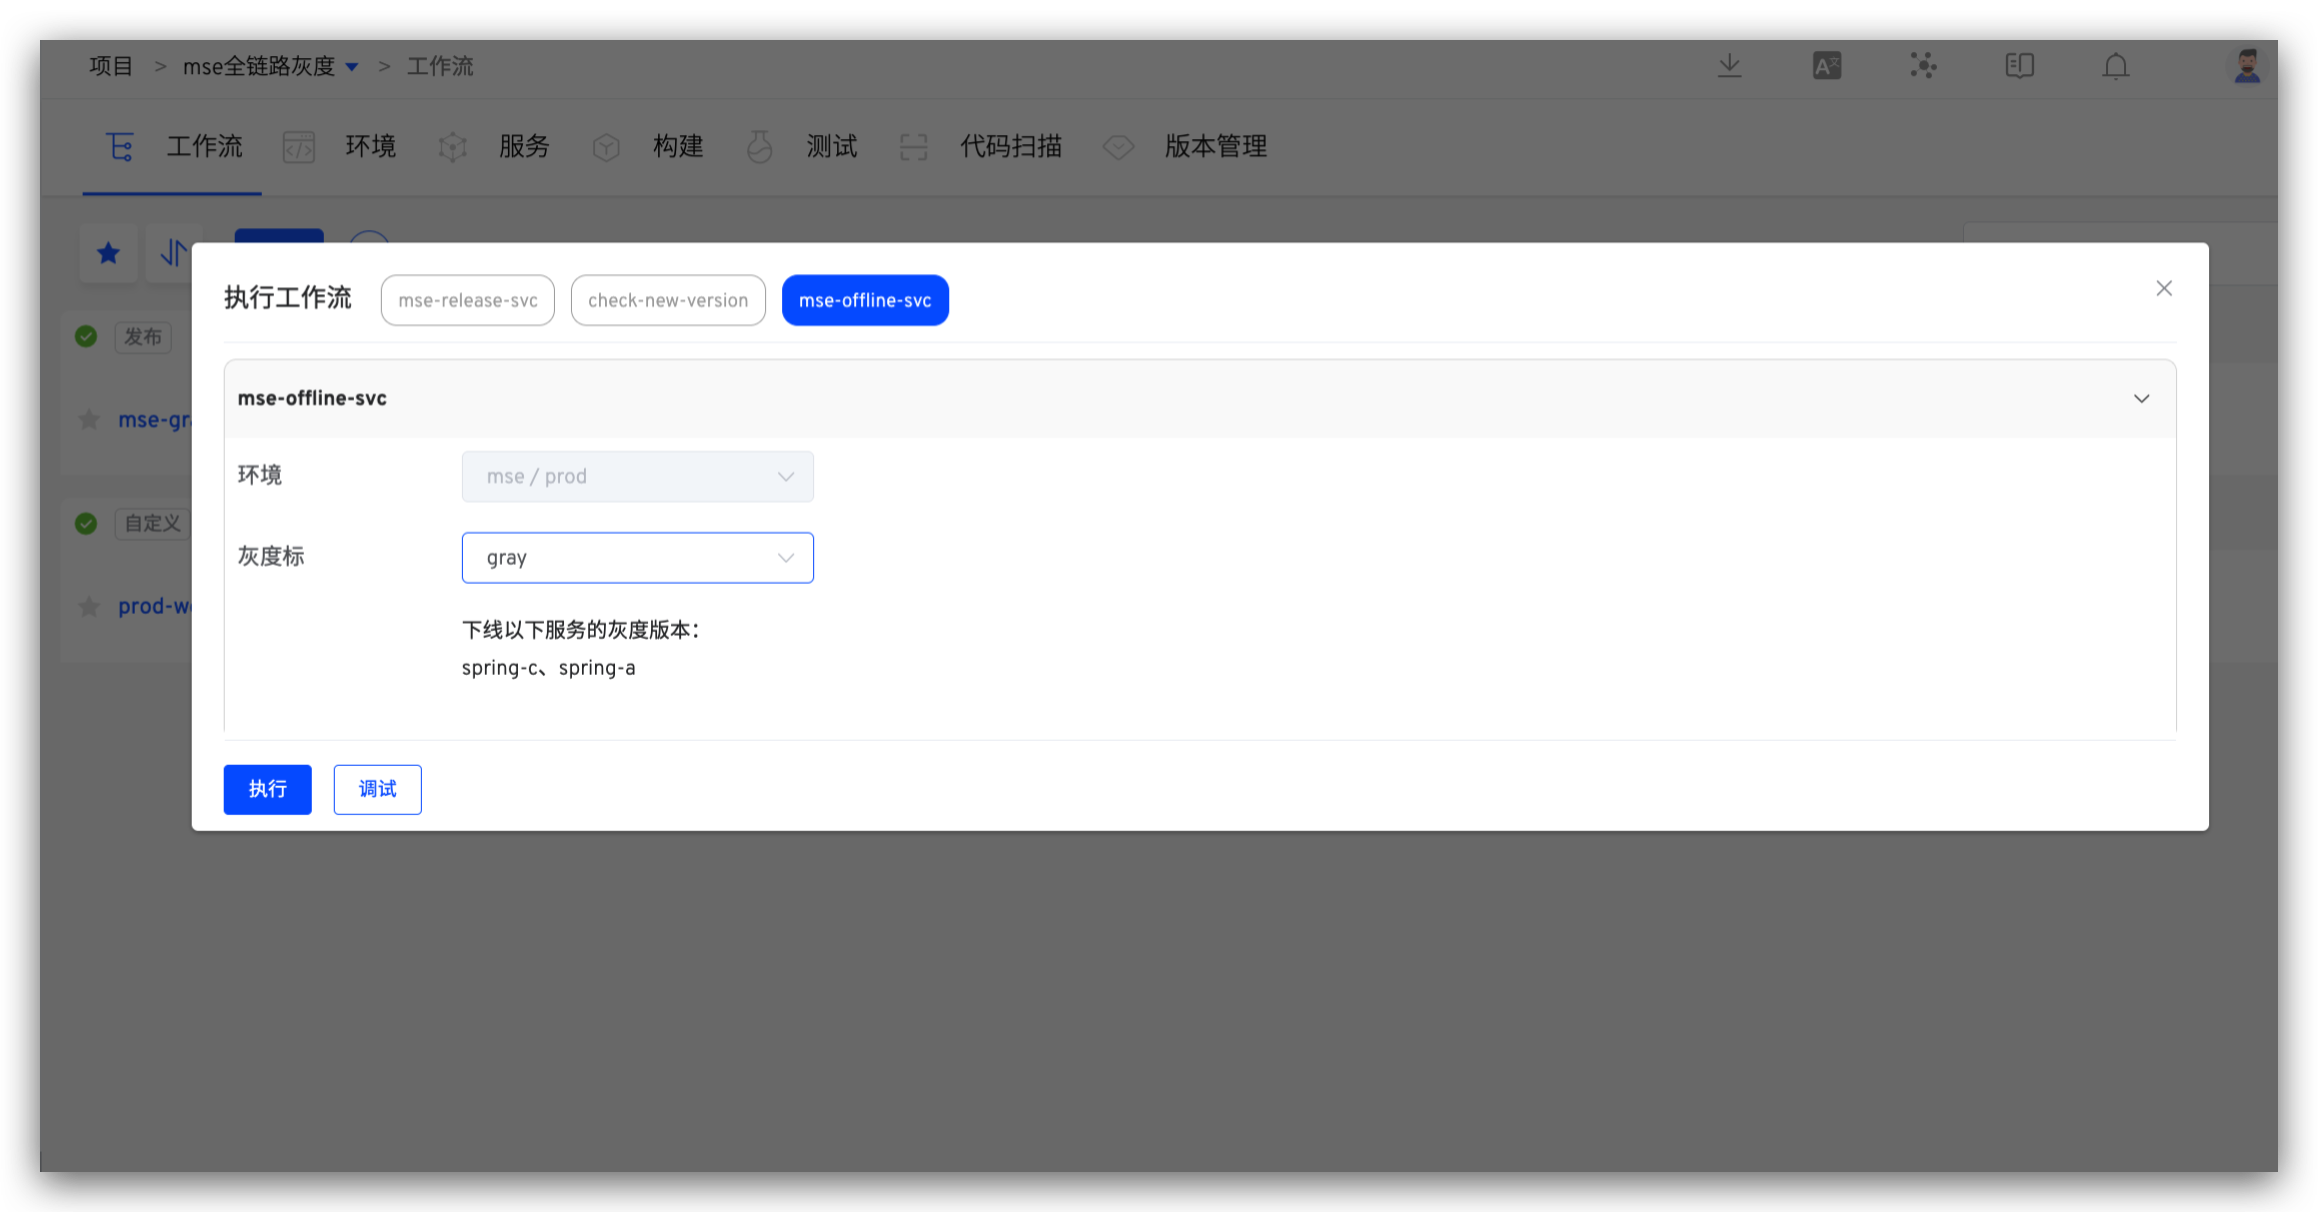 项目 > mse全链路灰度 > 工作流
工作流 环境 服务 构建 测试 代码扫描 版本管理
执行工作流 mse-release-svc check-new-version mse-offline-svc
发布
mse-offline-svc
mse-gr
环境 mse / prod
自定义
灰度标 gray
prod-w
下线以下服务的灰度版本：
spring-c、spring-a
执行 调试